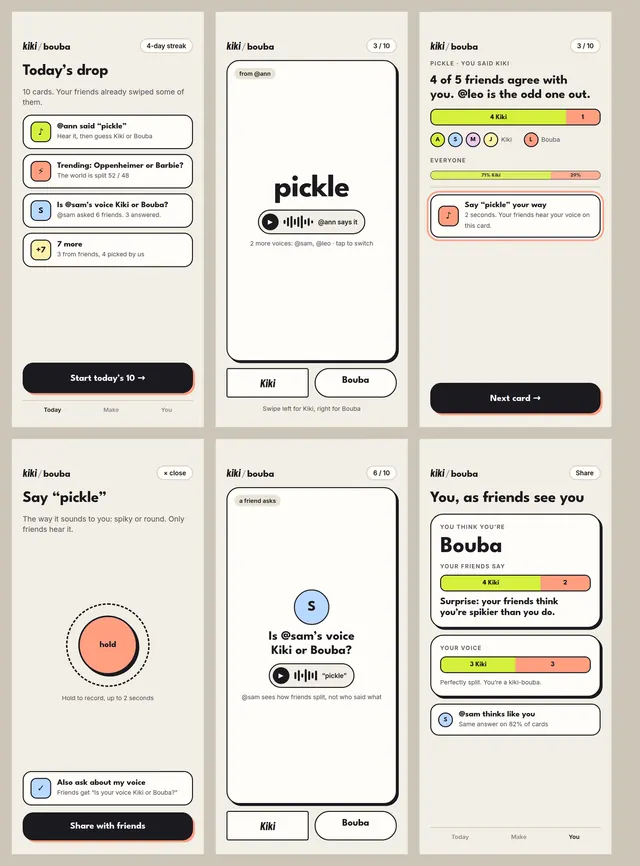 kiki / bouba
4-day streak
Today's drop
10 cards. Your friends already swiped some of
them.
♪
@ann said "pickle"
Hear it, then guess Kiki or Bouba
⚡
Trending: Oppenheimer or Barbie?
The world is split 52 / 48
S
Is @sam's voice Kiki or Bouba?
@sam asked 6 friends. 3 answered.
+7
7 more
3 from friends, 4 picked by us
Start today's 10 →
Today
Make
You
kiki / bouba
3 / 10
from @ann
pickle
@ann says it
2 more voices: @sam, @leo · tap to switch
Kiki
Bouba
Swipe left for Kiki, right for Bouba
kiki / bouba
3 / 10
PICKLE · YOU SAID KIKI
4 of 5 friends agree with
you. @leo is the odd one out.
4 Kiki
1
A
S
M
J
Kiki
L
Bouba
EVERYONE
71% Kiki
29%
♪
Say "pickle" your way
2 seconds. Your friends hear your voice on
this card.
Next card →
kiki / bouba
× close
Say "pickle"
The way it sounds to you: spiky or round. Only
friends hear it.
hold
Hold to record, up to 2 seconds
✓
Also ask about my voice
Friends get "Is your voice Kiki or Bouba?"
Share with friends
kiki / bouba
6 / 10
a friend asks
S
Is @sam's voice
Kiki or Bouba?
"pickle"
@sam sees how friends split, not who said what
Kiki
Bouba
kiki / bouba
Share
You, as friends see you
YOU THINK YOU'RE
Bouba
YOUR FRIENDS SAY
4 Kiki
2
Surprise: your friends think
you're spikier than you do.
YOUR VOICE
3 Kiki
3
Perfectly split. You're a kiki-bouba.
S
@sam thinks like you
Same answer on 82% of cards
Today
Make
You